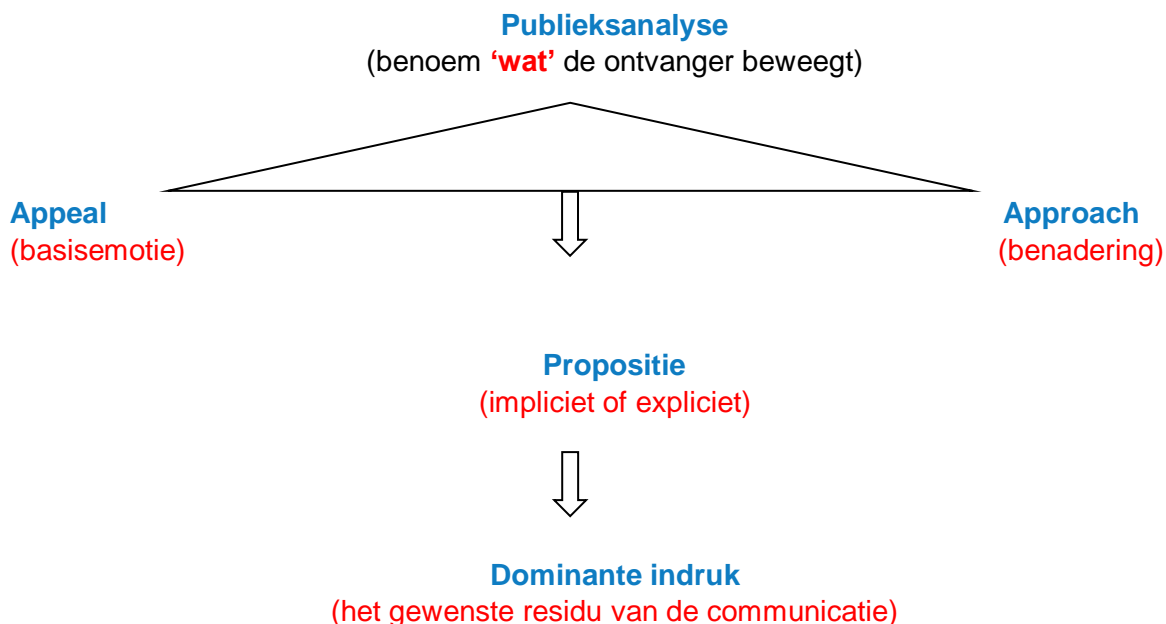 Publieksanalyse
(benoem ‘wat’ de ontvanger beweegt)
Appeal
(basisemotie)
Approach
(benadering)
Propositie
(impliciet of expliciet)
Dominante indruk
(het gewenste residu van de communicatie)